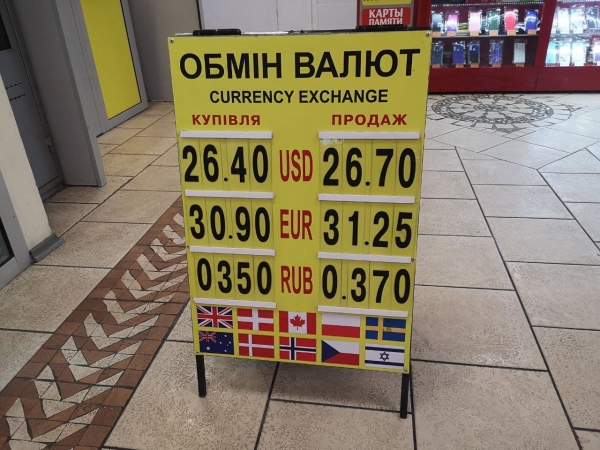 КАРТЫ
ПАМЯТИ
ОБМІН ВАЛЮТ
CURRENCY EXCHANGE
КУПІВЛЯ ПРОДАЖ
26.40 USD 26.70
30.90 EUR 31.25
0350 RUB 0.370